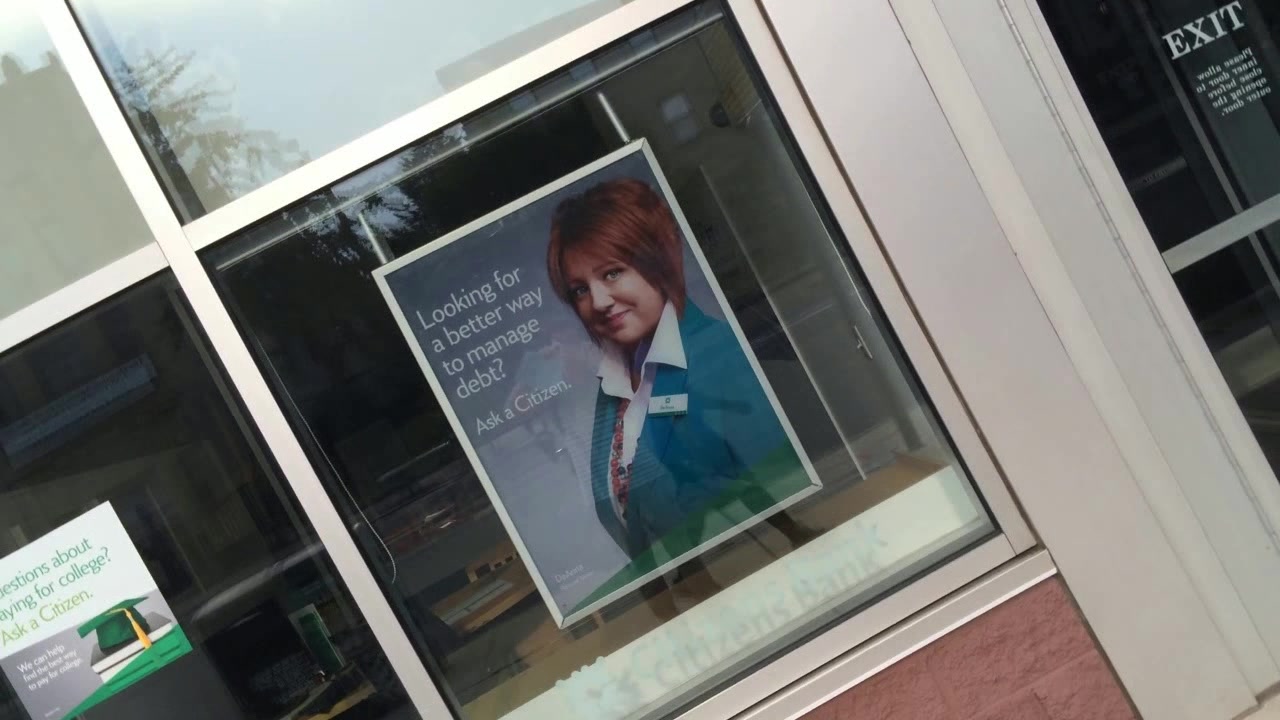 Looking for
a better way
to manage
debt?
Ask a Citizen.
Citizens Bank
EXIT
Please allow
inner door to
close before
opening the
outer door.
estions about
aying for college?
Ask a Citizen.
We can help
find the best way
to pay for college.